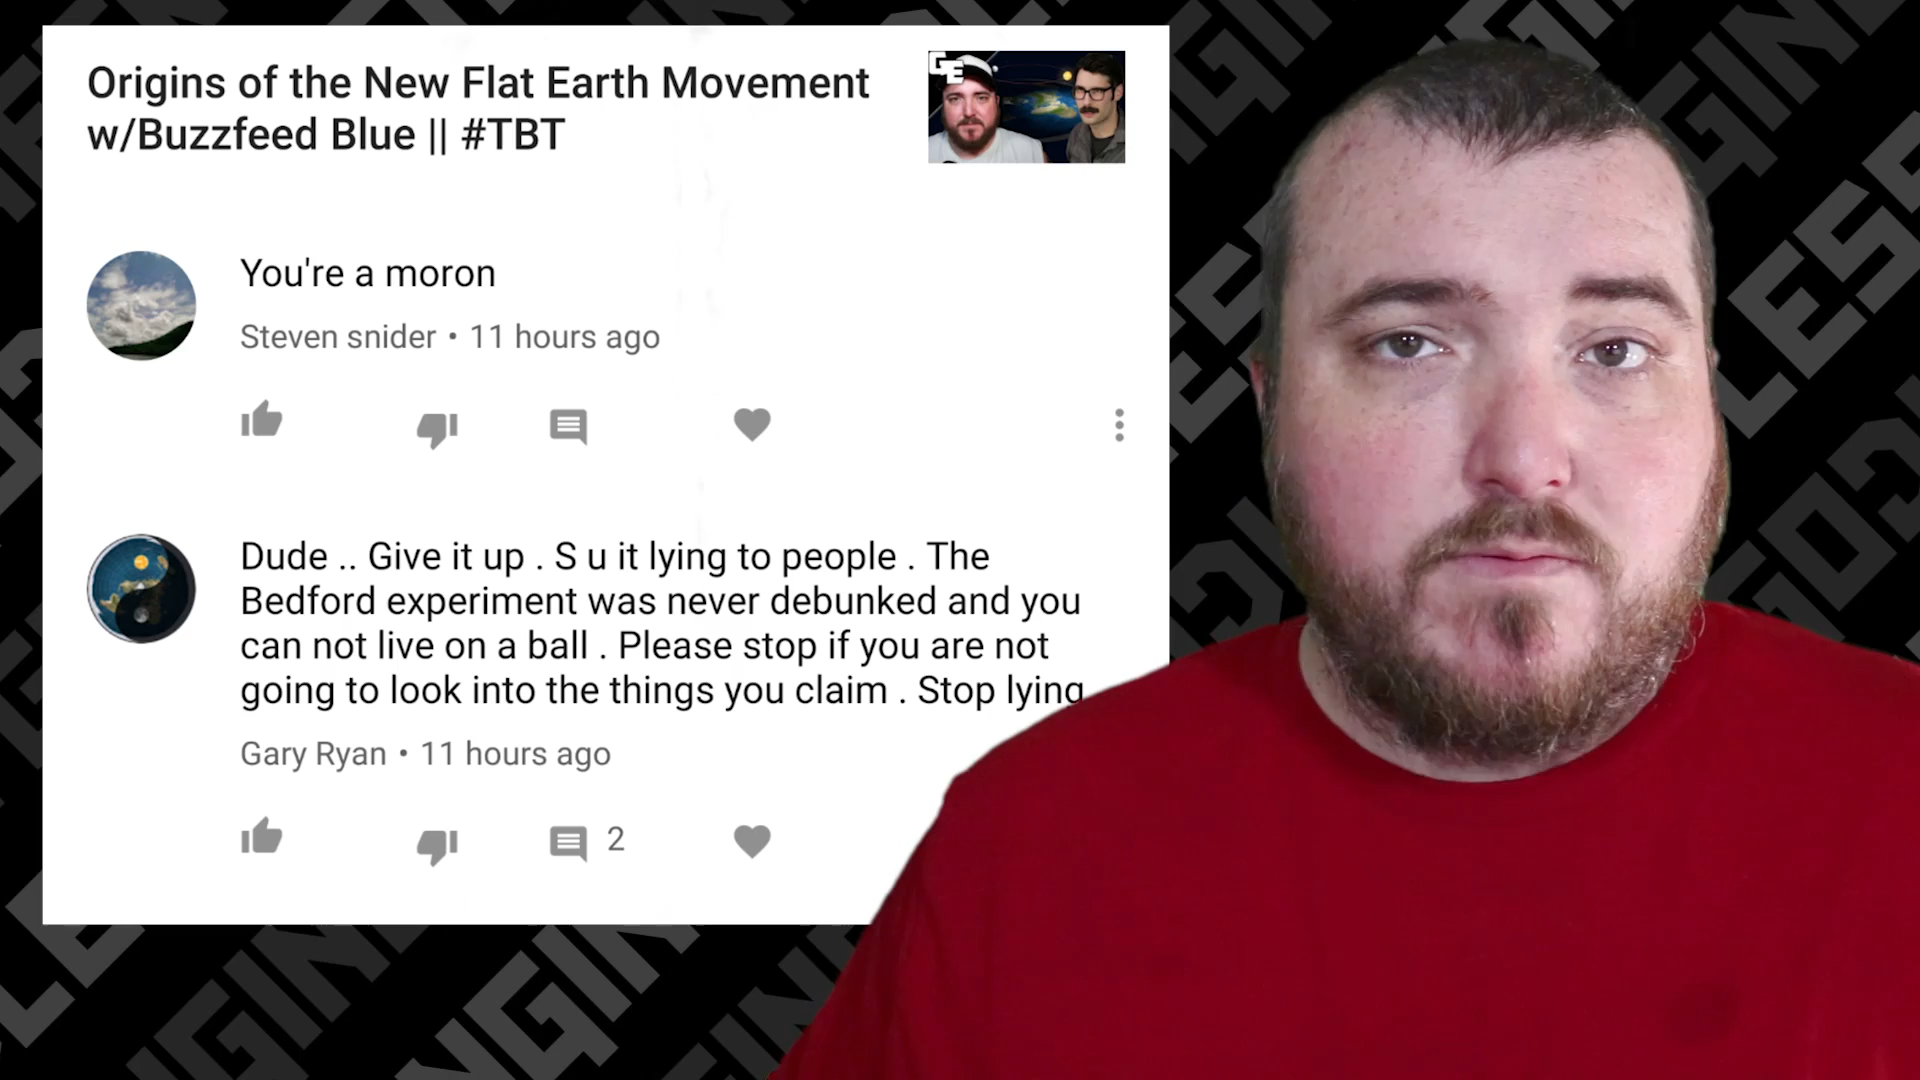 Origins of the New Flat Earth Movement
w/Buzzfeed Blue || #TBT
GE
You're a moron
Steven snider • 11 hours ago
Dude .. Give it up . S u it lying to people . The
Bedford experiment was never debunked and you
can not live on a ball . Please stop if you are not
going to look into the things you claim . Stop lying
Gary Ryan • 11 hours ago
2